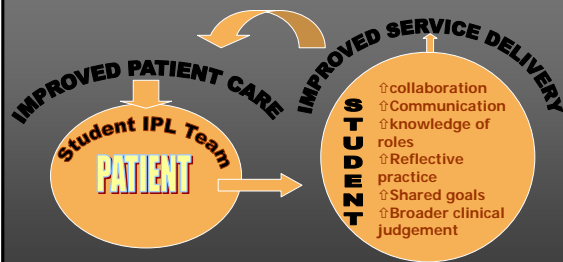 IMPROVED PATIENT CARE
Student IPL Team
PATIENT
IMPROVED SERVICE DELIVERY
STUDENT
⇧collaboration
⇧Communication
⇧knowledge of
roles
⇧Reflective
practice
⇧Shared goals
⇧Broader clinical
judgement